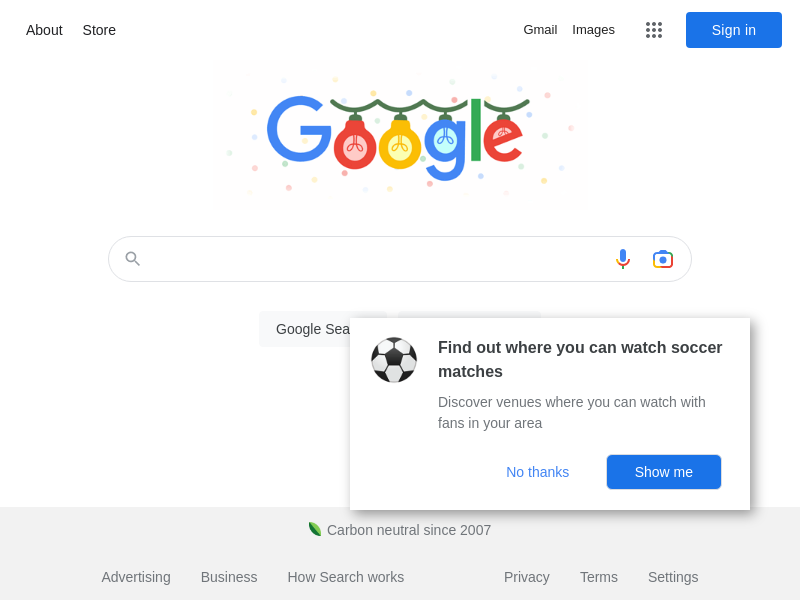 About Store Gmail Images Sign in
Google
Google Sea
Find out where you can watch soccer
matches
Discover venues where you can watch with
fans in your area
No thanks Show me
Carbon neutral since 2007
Advertising Business How Search works Privacy Terms Settings